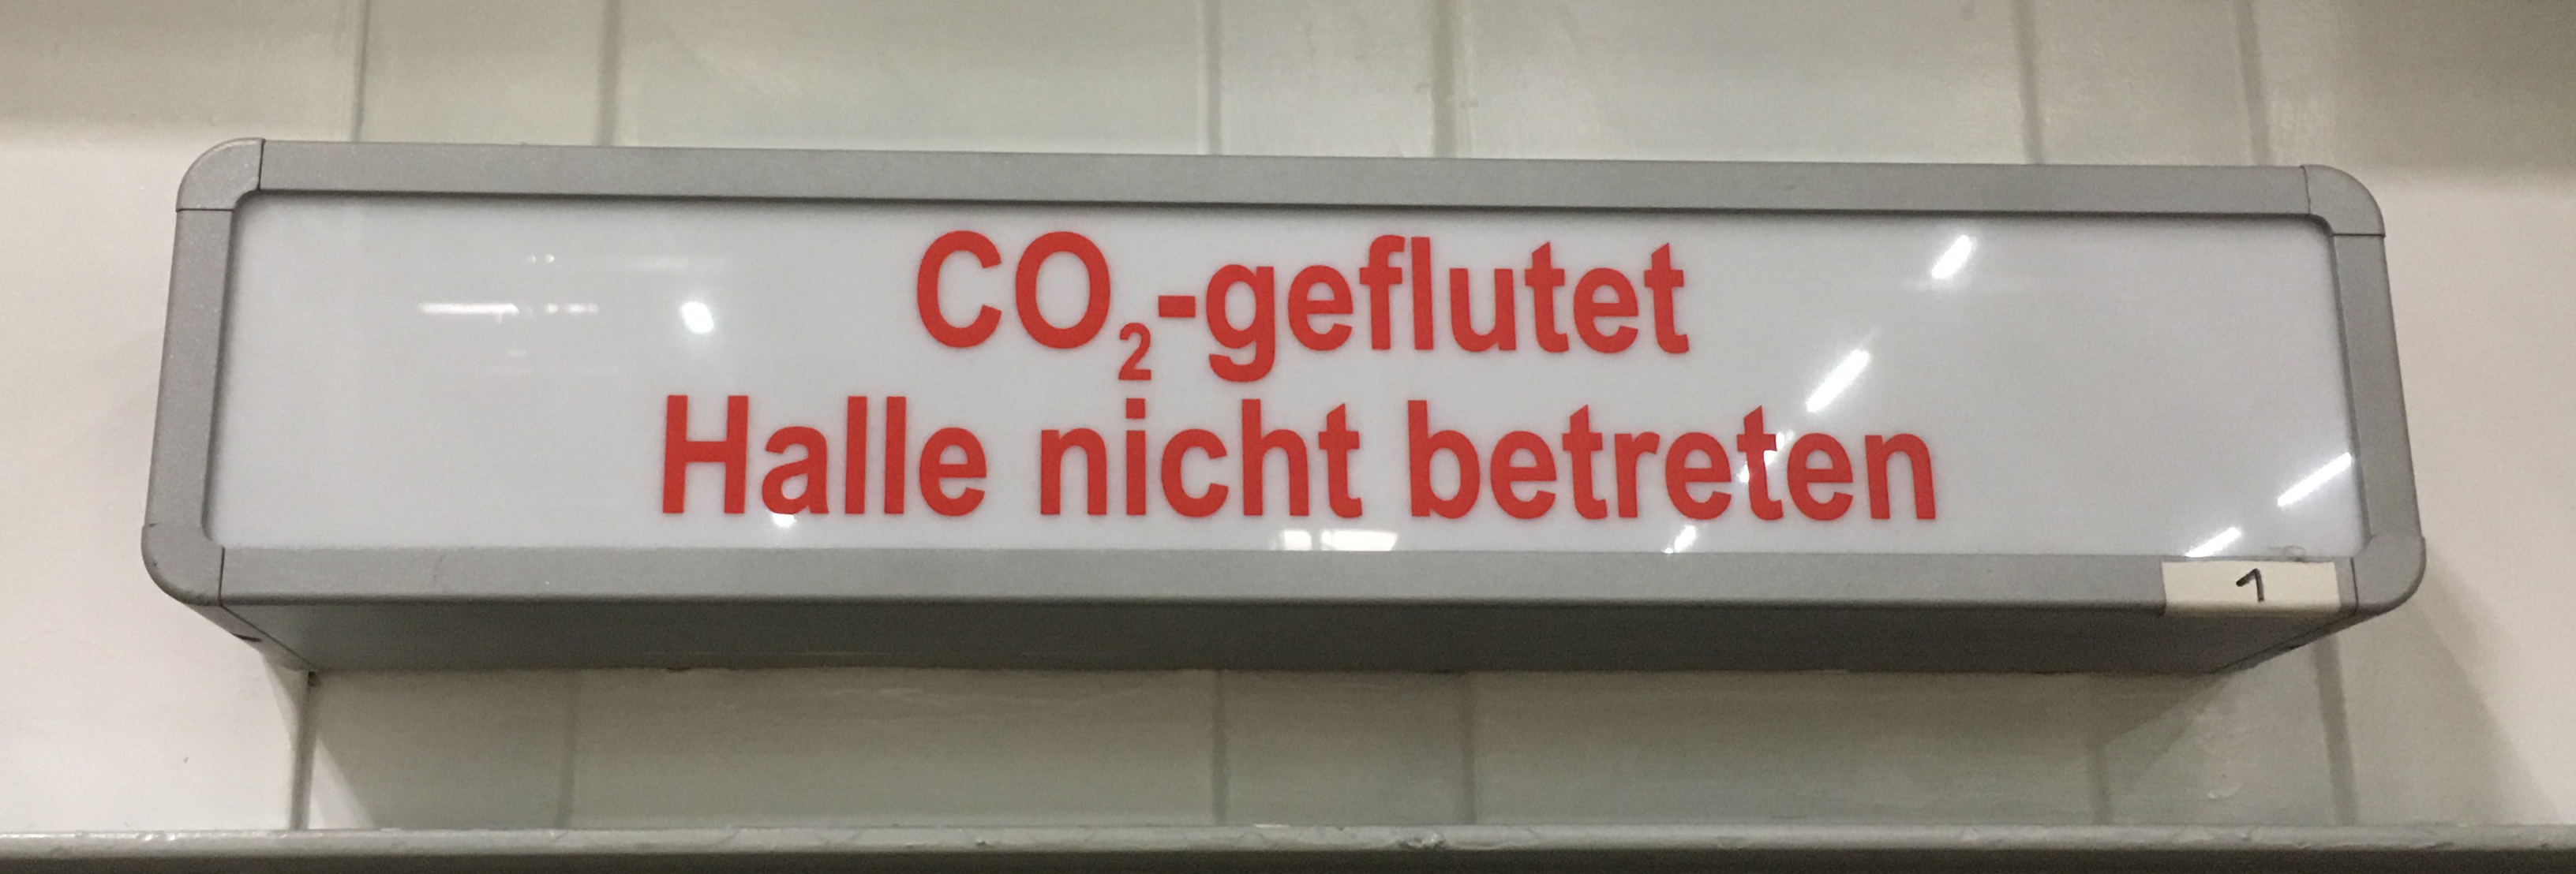 CO₂-geflutet
Halle nicht betreten
1